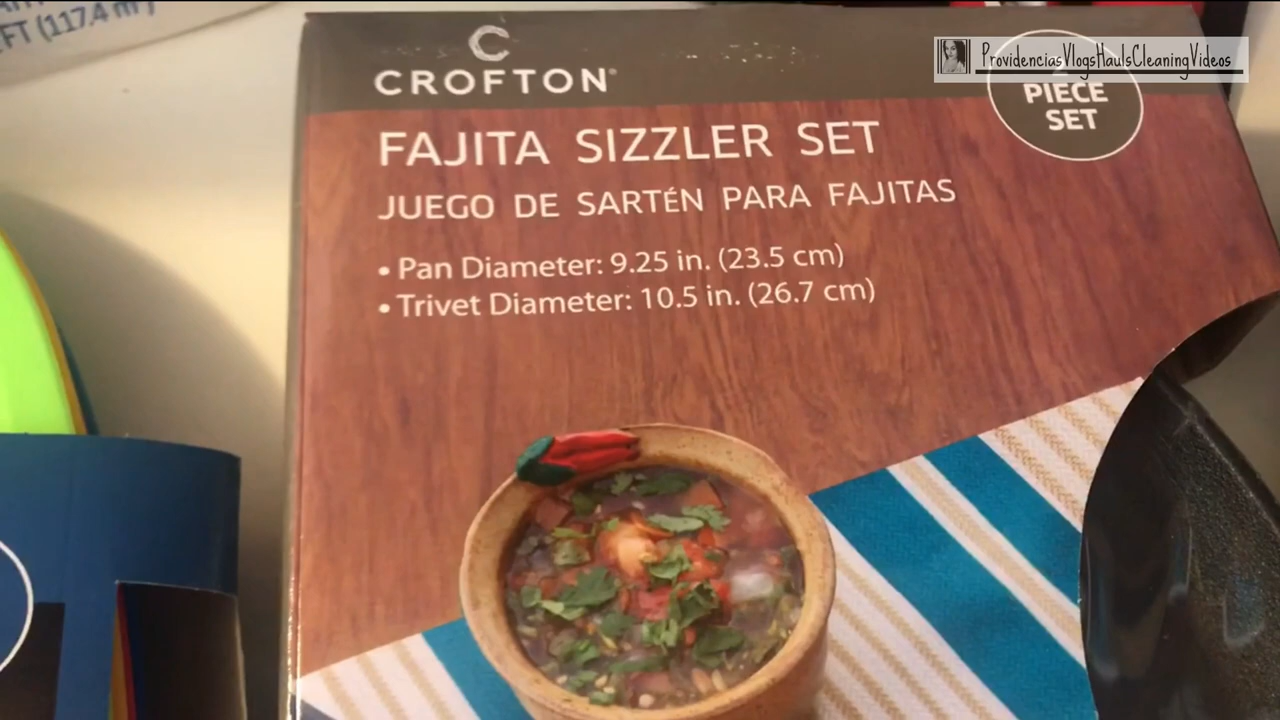 FT (117.4 m²)
C
CROFTON®
FAJITA SIZZLER SET
JUEGO DE SARTÉN PARA FAJITAS
• Pan Diameter: 9.25 in. (23.5 cm)
• Trivet Diameter: 10.5 in. (26.7 cm)
ProvidenciasVlogsHaulsCleaningVideos
PIECE
SET